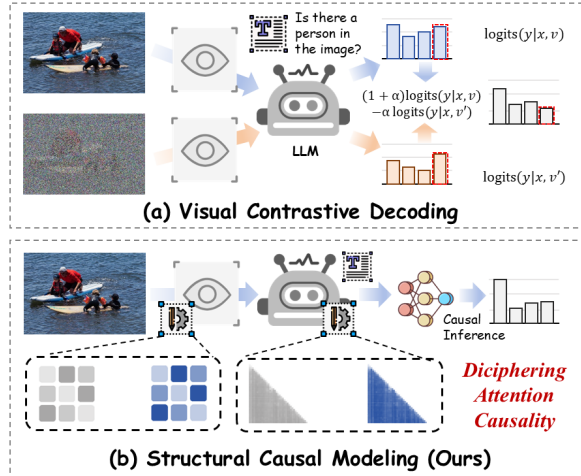 Is there a
person in
the image?
T
logits(y|x, v)
(1 + α)logits(y|x, v)
−α logits(y|x, v′)
LLM
logits(y|x, v′)
(a) Visual Contrastive Decoding
T
Causal
Inference
Diciphering
Attention
Causality
(b) Structural Causal Modeling (Ours)